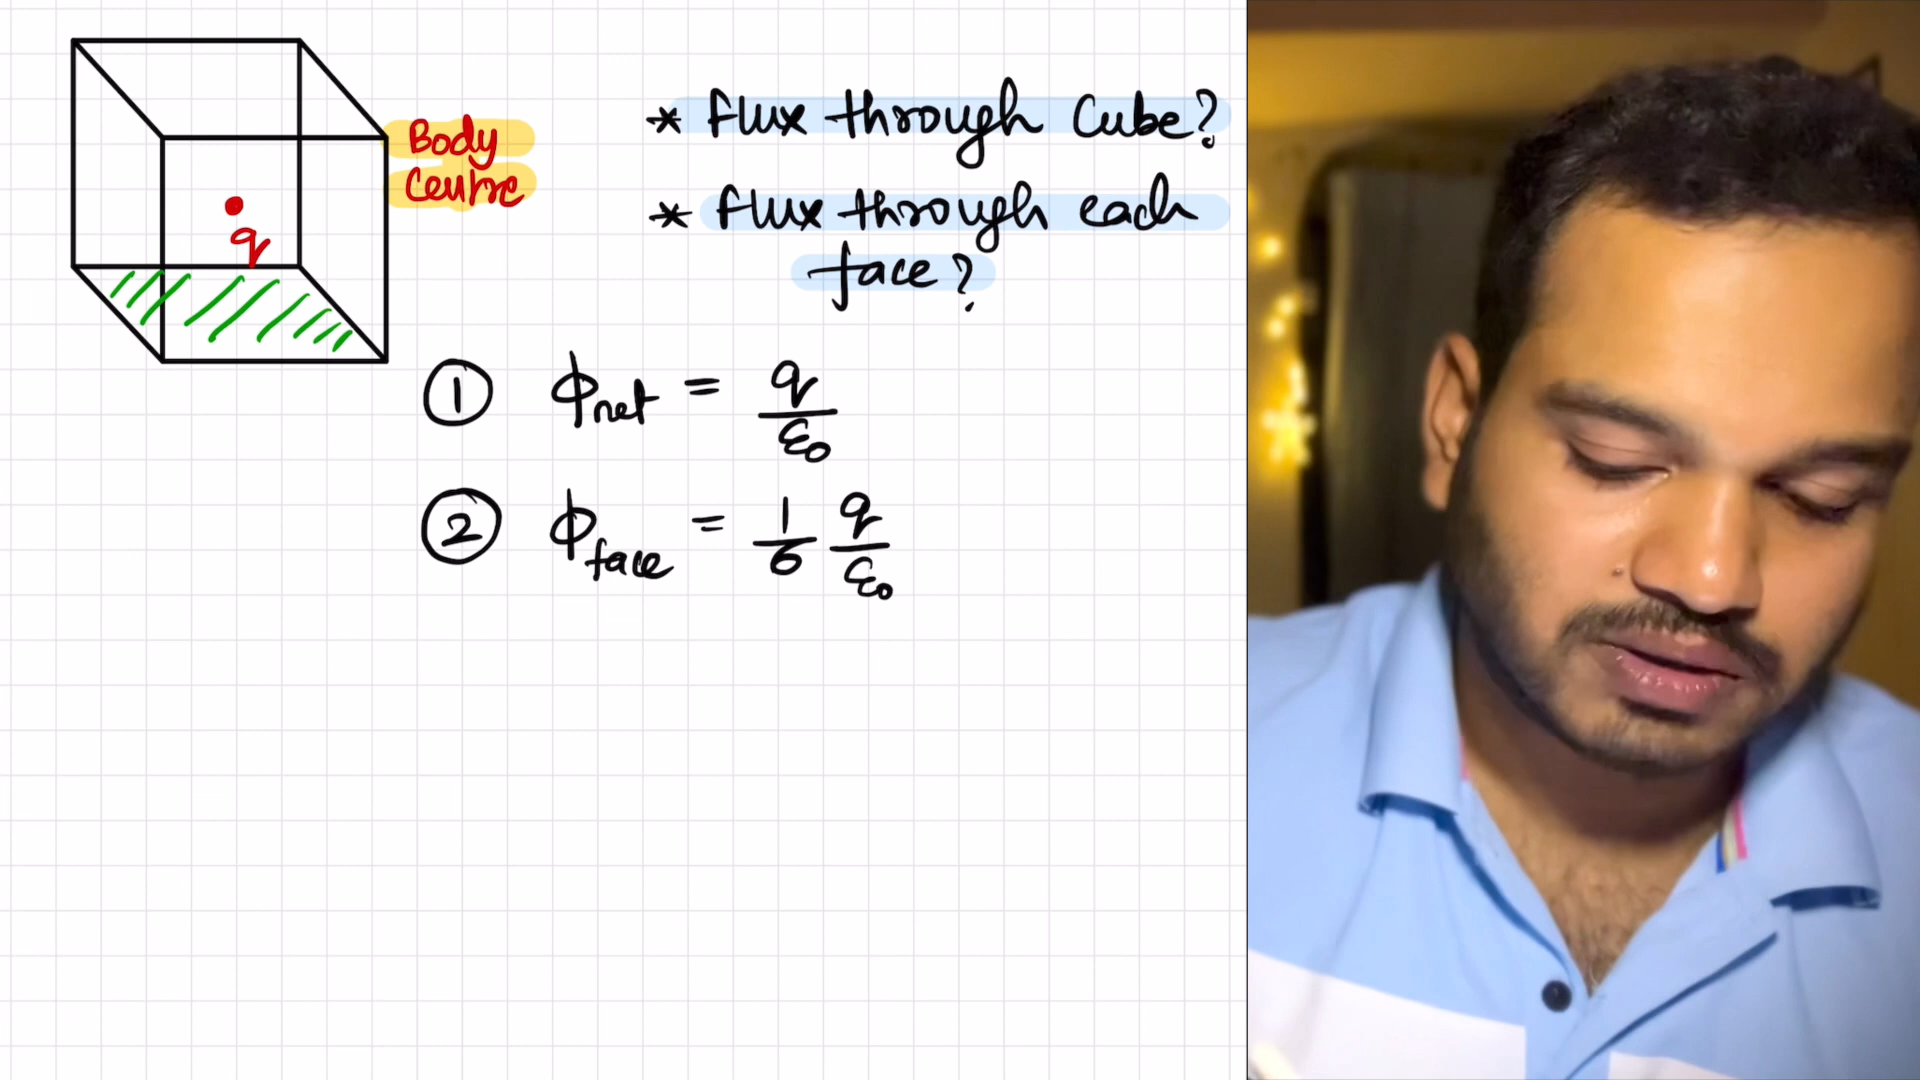 * flux through Cube?
Body
Centre
* flux through each
face?
q
① ϕnet = q/ε0
② ϕface = 1/6 q/ε0